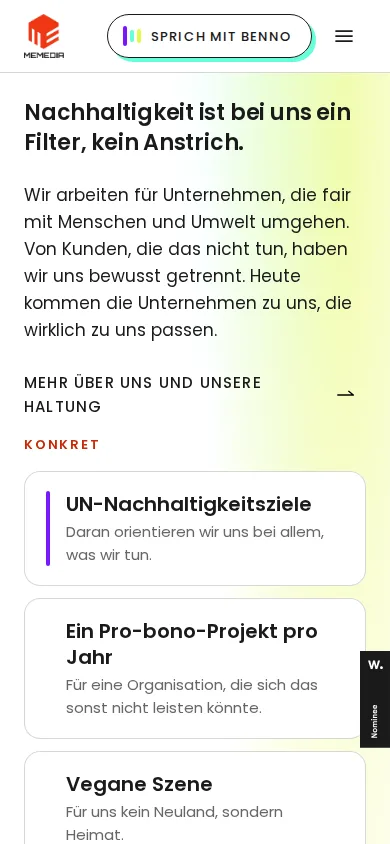 MEMEDIA
SPRICH MIT BENNO
Nachhaltigkeit ist bei uns ein
Filter, kein Anstrich.
Wir arbeiten für Unternehmen, die fair
mit Menschen und Umwelt umgehen.
Von Kunden, die das nicht tun, haben
wir uns bewusst getrennt. Heute
kommen die Unternehmen zu uns, die
wirklich zu uns passen.
MEHR ÜBER UNS UND UNSERE
HALTUNG
KONKRET
UN-Nachhaltigkeitsziele
Daran orientieren wir uns bei allem,
was wir tun.
Ein Pro-bono-Projekt pro
Jahr
Für eine Organisation, die sich das
sonst nicht leisten könnte.
W.
Nominee
Vegane Szene
Für uns kein Neuland, sondern
Heimat.